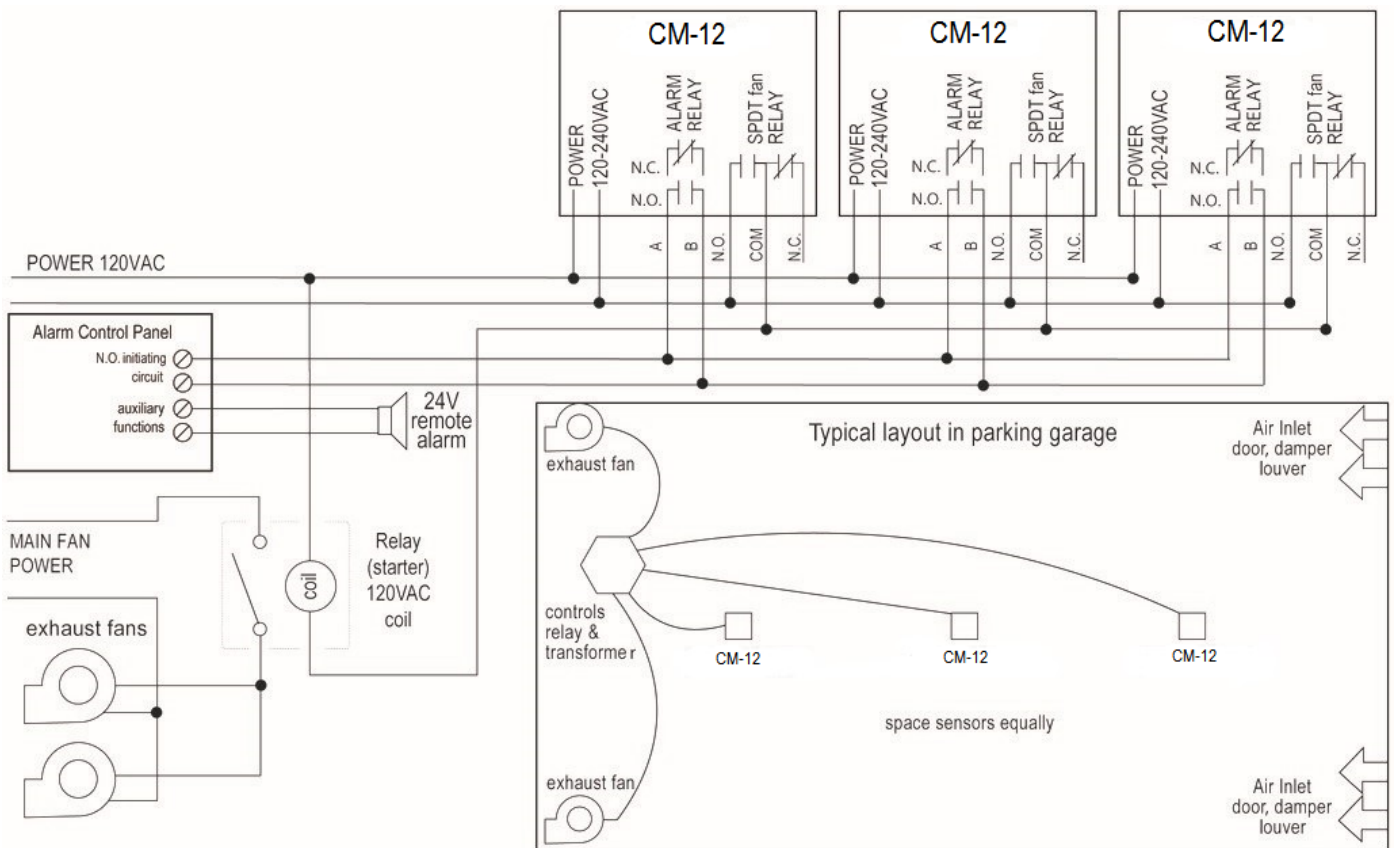 CM-12
POWER
120-240VAC
ALARM
RELAY
SPDT fan
RELAY
N.C.
N.O.
A
B
N.O.
COM
N.C.
CM-12
POWER
120-240VAC
ALARM
RELAY
SPDT fan
RELAY
N.C.
N.O.
A
B
N.O.
COM
N.C.
CM-12
POWER
120-240VAC
ALARM
RELAY
SPDT fan
RELAY
N.C.
N.O.
A
B
N.O.
COM
N.C.
POWER 120VAC
Alarm Control Panel
N.O. initiating
circuit
auxiliary
functions
24V
remote
alarm
MAIN FAN
POWER
coil
Relay
(starter)
120VAC
coil
exhaust fans
Typical layout in parking garage
exhaust fan
Air Inlet
door, damper
louver
controls
relay &
transformer
CM-12
CM-12
CM-12
space sensors equally
exhaust fan
Air Inlet
door, damper
louver